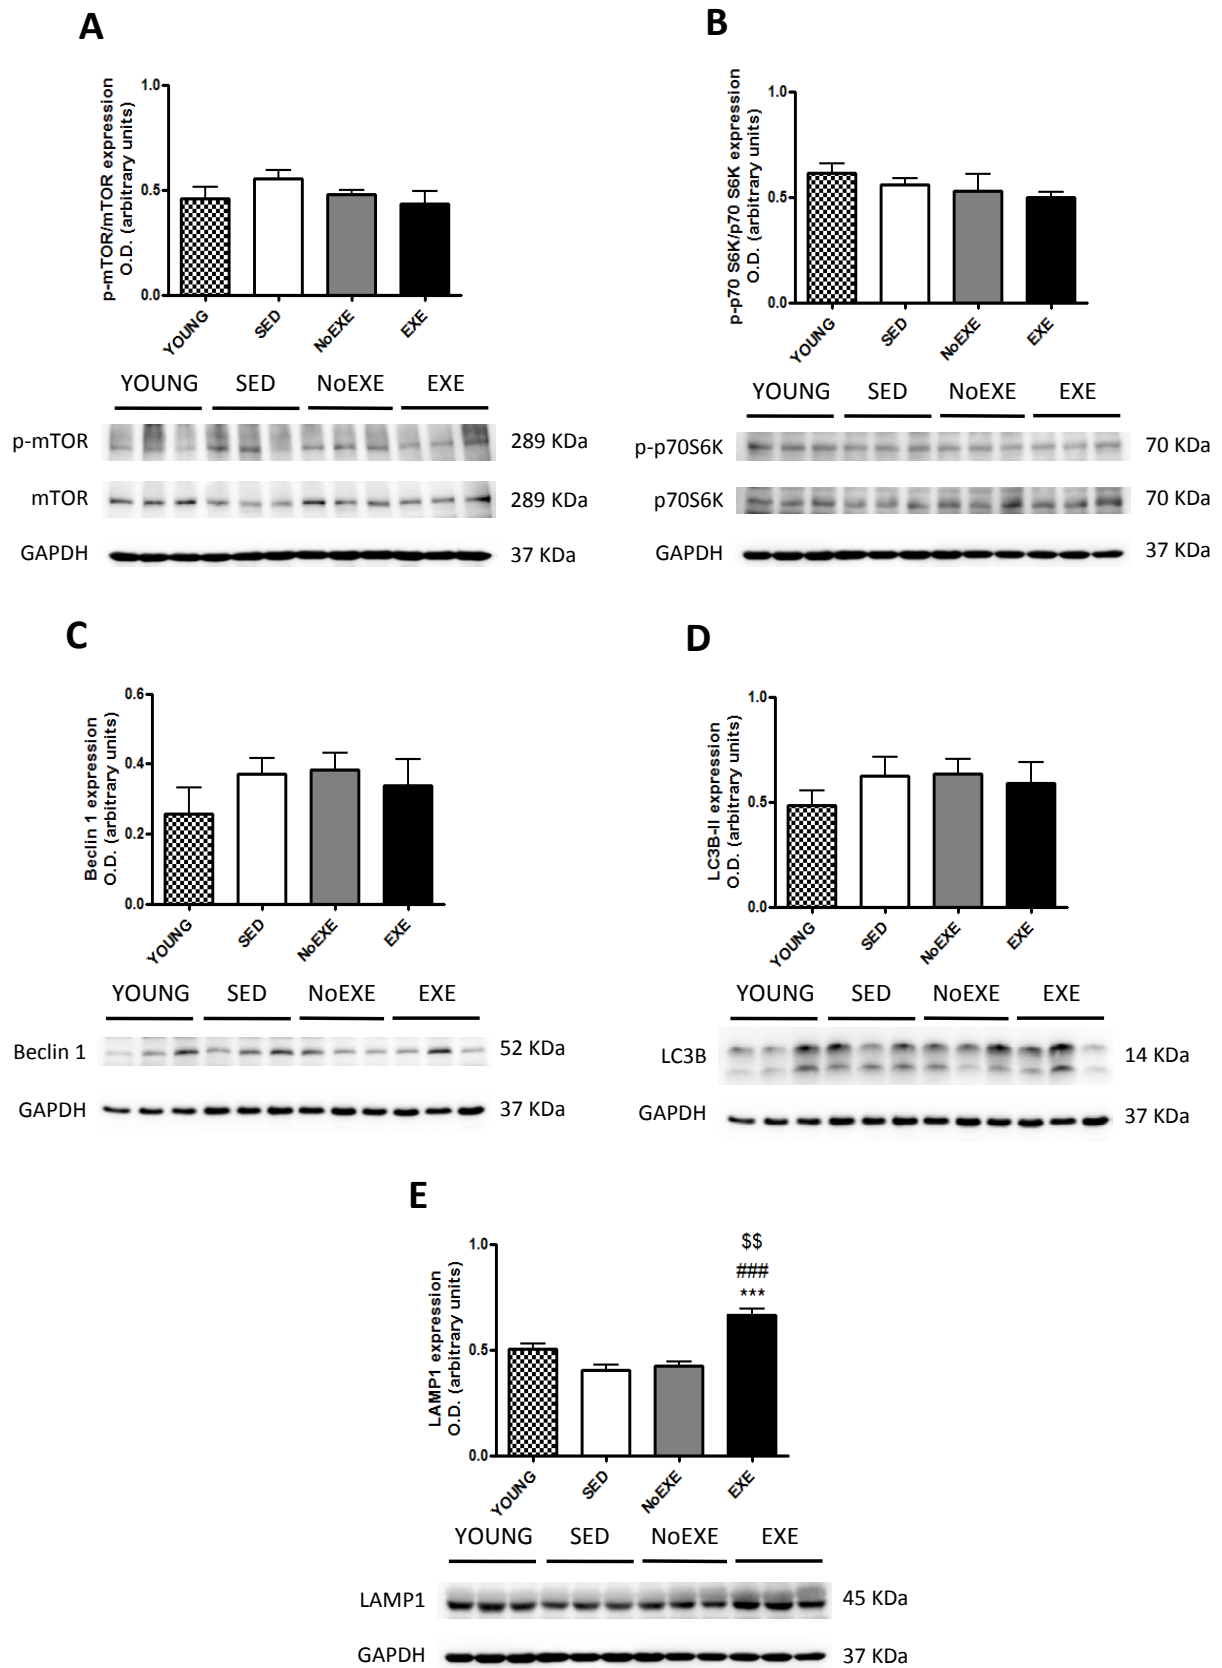 A
p-mTOR/mTOR expression
O.D. (arbitrary units)
1.0
0.5
0.0
YOUNG
SED
NoEXE
EXE
YOUNG SED NoEXE EXE
p-mTOR 289 KDa
mTOR 289 KDa
GAPDH 37 KDa
B
p-p70 S6K/p70 S6K expression
O.D. (arbitrary units)
1.0
0.5
0.0
YOUNG
SED
NoEXE
EXE
YOUNG SED NoEXE EXE
p-p70S6K 70 KDa
p70S6K 70 KDa
GAPDH 37 KDa
C
Beclin 1 expression
O.D. (arbitrary units)
0.6
0.4
0.2
0.0
YOUNG
SED
NoEXE
EXE
YOUNG SED NoEXE EXE
Beclin 1 52 KDa
GAPDH 37 KDa
D
LC3B-II expression
O.D. (arbitrary units)
1.0
0.5
0.0
YOUNG
SED
NoEXE
EXE
YOUNG SED NoEXE EXE
LC3B 14 KDa
GAPDH 37 KDa
E
LAMP1 expression
O.D. (arbitrary units)
1.0
0.5
0.0
$$
###
***
YOUNG
SED
NoEXE
EXE
YOUNG SED NoEXE EXE
LAMP1 45 KDa
GAPDH 37 KDa